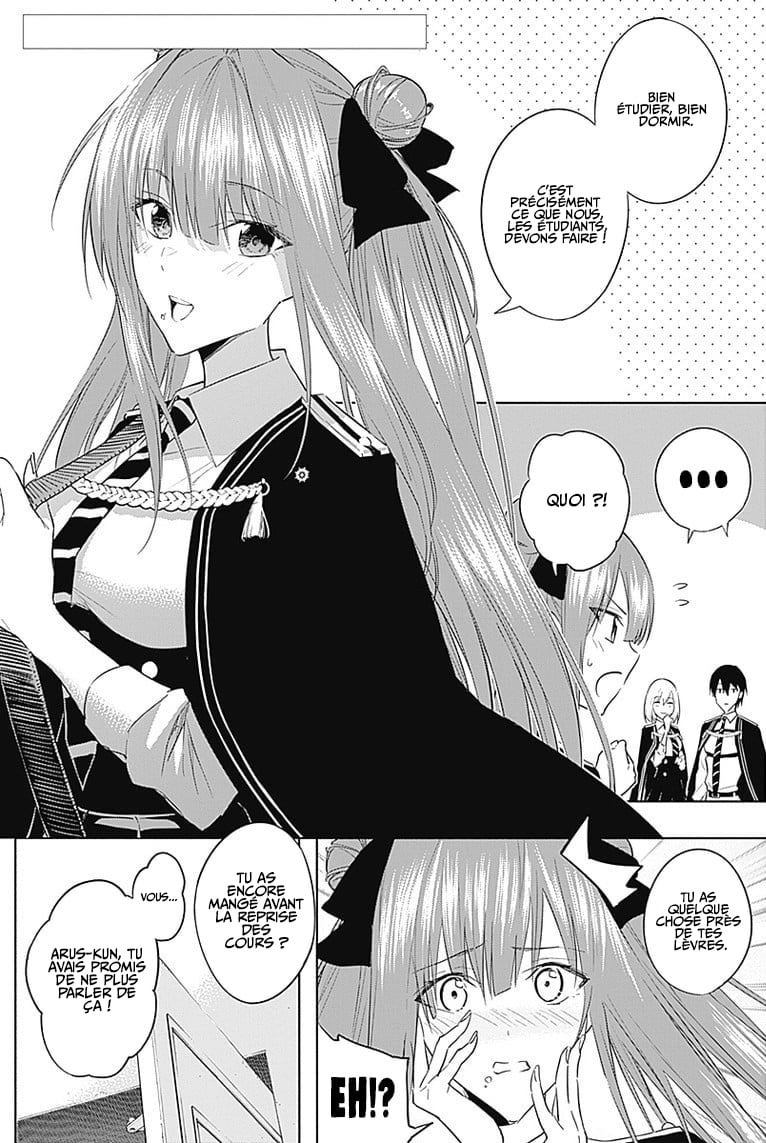 BIEN
ÉTUDIER, BIEN
DORMIR.
C'EST
PRÉCISÉMENT
CE QUE NOUS,
LES ÉTUDIANTS,
DEVONS FAIRE !
...
QUOI ?!
TU AS
QUELQUE
CHOSE PRÈS
DE TES
LÈVRES.
EH!?
TU AS
ENCORE
MANGÉ AVANT
LA REPRISE
DES
COURS ?
VOUS...
ARUS-KUN, TU
AVAIS PROMIS
DE NE PLUS
PARLER DE
ÇA !